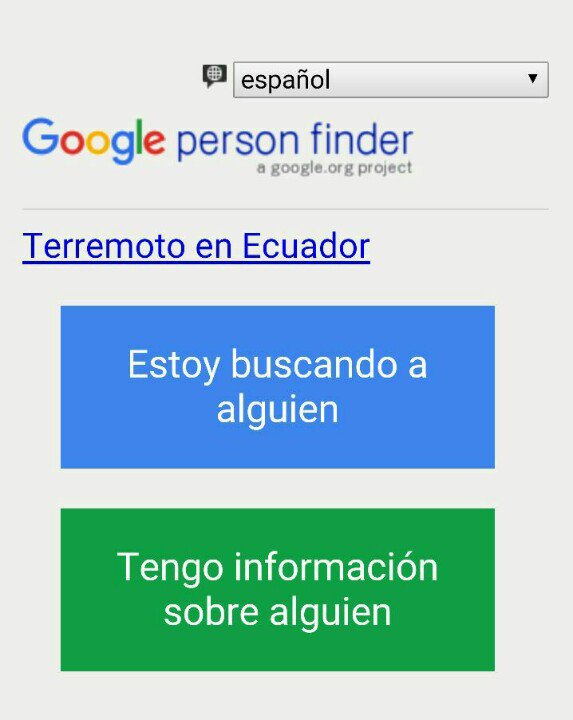 español
Google person finder
a google.org project
Terremoto en Ecuador
Estoy buscando a
alguien
Tengo información
sobre alguien